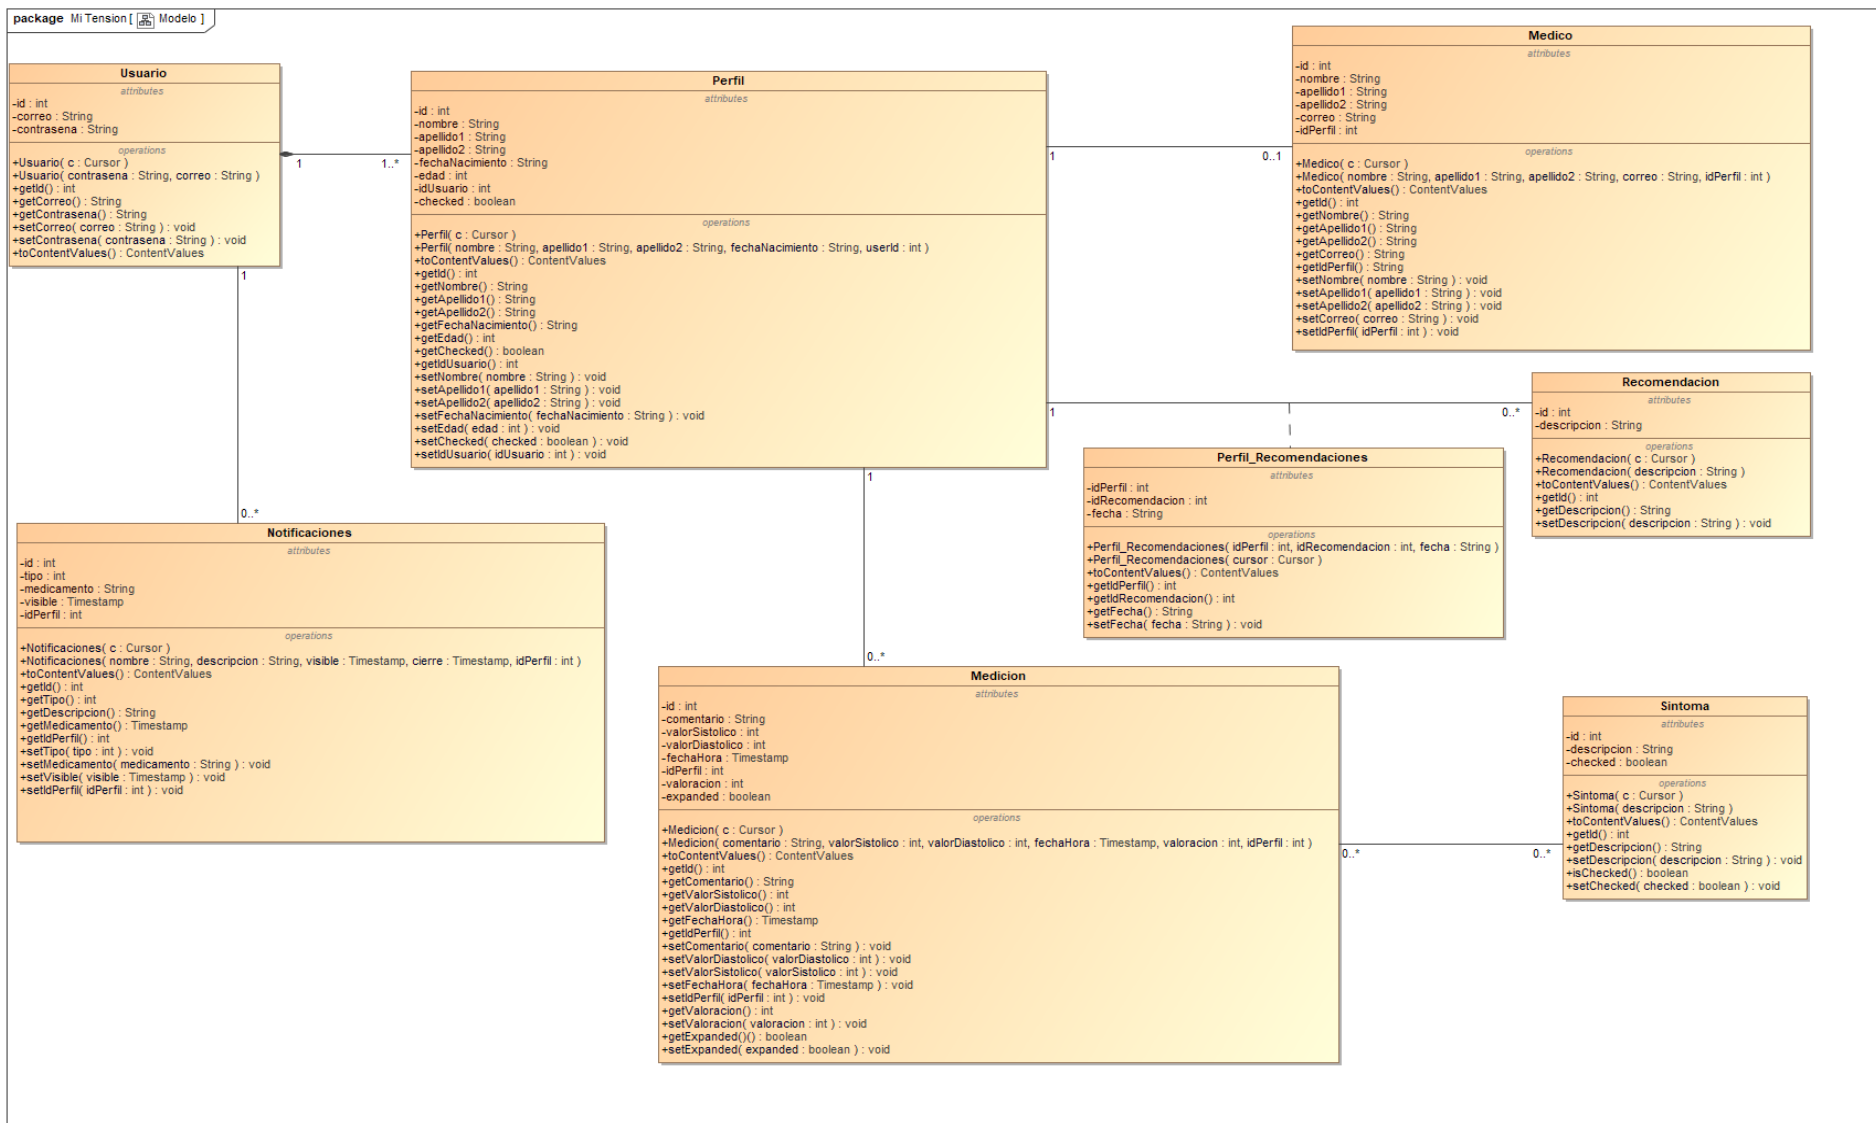 package Mi Tension [ Modelo ]
Usuario
attributes
-id : int
-correo : String
-contrasena : String
operations
+Usuario( c : Cursor )
+Usuario( contrasena : String, correo : String )
+getId() : int
+getCorreo() : String
+getContrasena() : String
+setCorreo( correo : String ) : void
+setContrasena( contrasena : String ) : void
+toContentValues() : ContentValues
1
1..*
1
0..*
Perfil
attributes
-id : int
-nombre : String
-apellido1 : String
-apellido2 : String
-fechaNacimiento : String
-edad : int
-idUsuario : int
-checked : boolean
operations
+Perfil( c : Cursor )
+Perfil( nombre : String, apellido1 : String, apellido2 : String, fechaNacimiento : String, userId : int )
+toContentValues() : ContentValues
+getId() : int
+getNombre() : String
+getApellido1() : String
+getApellido2() : String
+getFechaNacimiento() : String
+getEdad() : int
+getChecked() : boolean
+getIdUsuario() : int
+setNombre( nombre : String ) : void
+setApellido1( apellido1 : String ) : void
+setApellido2( apellido2 : String ) : void
+setFechaNacimiento( fechaNacimiento : String ) : void
+setEdad( edad : int ) : void
+setChecked( checked : boolean ) : void
+setIdUsuario( idUsuario : int ) : void
1
0..1
1
0..*
1
0..*
Medico
attributes
-id : int
-nombre : String
-apellido1 : String
-apellido2 : String
-correo : String
-idPerfil : int
operations
+Medico( c : Cursor )
+Medico( nombre : String, apellido1 : String, apellido2 : String, correo : String, idPerfil : int )
+toContentValues() : ContentValues
+getId() : int
+getNombre() : String
+getApellido1() : String
+getApellido2() : String
+getCorreo() : String
+getIdPerfil() : String
+setNombre( nombre : String ) : void
+setApellido1( apellido1 : String ) : void
+setApellido2( apellido2 : String ) : void
+setCorreo( correo : String ) : void
+setIdPerfil( idPerfil : int ) : void
Recomendacion
attributes
-id : int
-descripcion : String
operations
+Recomendacion( c : Cursor )
+Recomendacion( descripcion : String )
+toContentValues() : ContentValues
+getId() : int
+getDescripcion() : String
+setDescripcion( descripcion : String ) : void
Perfil_Recomendaciones
attributes
-idPerfil : int
-idRecomendacion : int
-fecha : String
operations
+Perfil_Recomendaciones( idPerfil : int, idRecomendacion : int, fecha : String )
+Perfil_Recomendaciones( cursor : Cursor )
+toContentValues() : ContentValues
+getIdPerfil() : int
+getIdRecomendacion() : int
+getFecha() : String
+setFecha( fecha : String ) : void
Notificaciones
attributes
-id : int
-tipo : int
-medicamento : String
-visible : Timestamp
-idPerfil : int
operations
+Notificaciones( c : Cursor )
+Notificaciones( nombre : String, descripcion : String, visible : Timestamp, cierre : Timestamp, idPerfil : int )
+toContentValues() : ContentValues
+getId() : int
+getTipo() : int
+getDescripcion() : String
+getMedicamento() : Timestamp
+getIdPerfil() : int
+setTipo( tipo : int ) : void
+setMedicamento( medicamento : String ) : void
+setVisible( visible : Timestamp ) : void
+setIdPerfil( idPerfil : int ) : void
Medicion
attributes
-id : int
-comentario : String
-valorSistolico : int
-valorDiastolico : int
-fechaHora : Timestamp
-idPerfil : int
-valoracion : int
-expanded : boolean
operations
+Medicion( c : Cursor )
+Medicion( comentario : String, valorSistolico : int, valorDiastolico : int, fechaHora : Timestamp, valoracion : int, idPerfil : int )
+toContentValues() : ContentValues
+getId() : int
+getComentario() : String
+getValorSistolico() : int
+getValorDiastolico() : int
+getFechaHora() : Timestamp
+getIdPerfil() : int
+setComentario( comentario : String ) : void
+setValorDiastolico( valorDiastolico : int ) : void
+setValorSistolico( valorSistolico : int ) : void
+setFechaHora( fechaHora : Timestamp ) : void
+setIdPerfil( idPerfil : int ) : void
+getValoracion() : int
+setValoracion( valoracion : int ) : void
+getExpanded()() : boolean
+setExpanded( expanded : boolean ) : void
0..*
0..*
Sintoma
attributes
-id : int
-descripcion : String
-checked : boolean
operations
+Sintoma( c : Cursor )
+Sintoma( descripcion : String )
+toContentValues() : ContentValues
+getId() : int
+getDescripcion() : String
+setDescripcion( descripcion : String ) : void
+isChecked() : boolean
+setChecked( checked : boolean ) : void